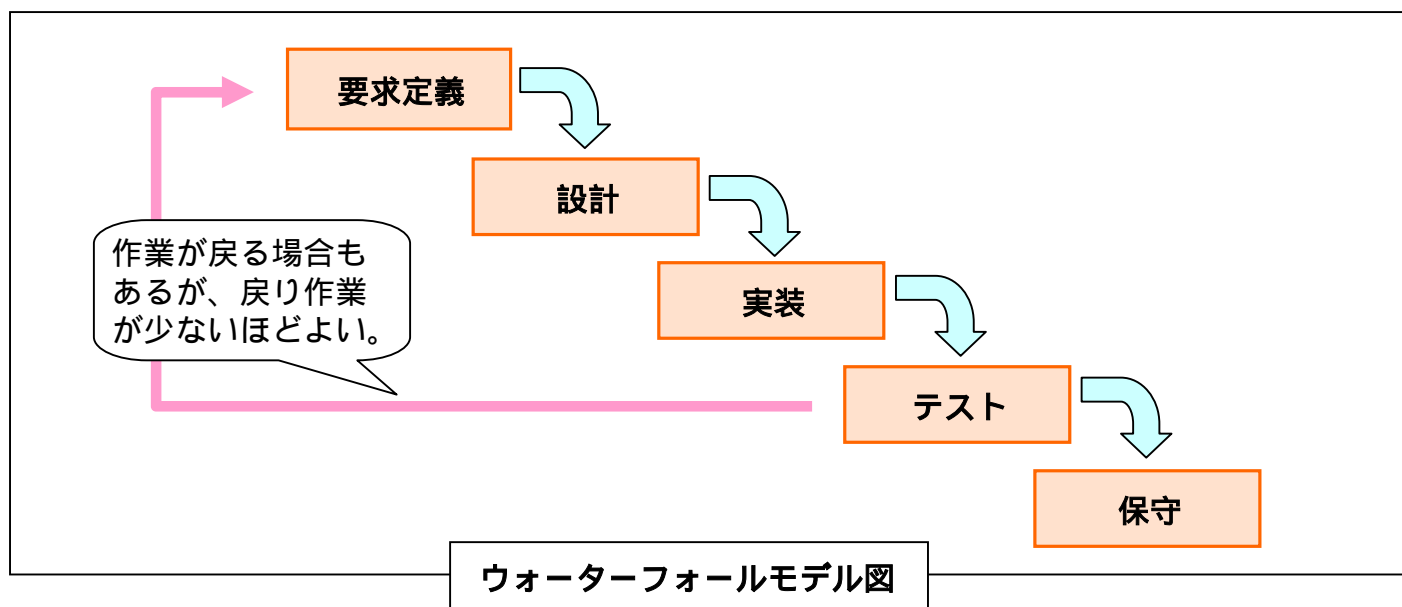 要求定義
設計
作業が戻る場合も
あるが、戻り作業
が少ないほどよい。
実装
テスト
保守
ウォーターフォールモデル図